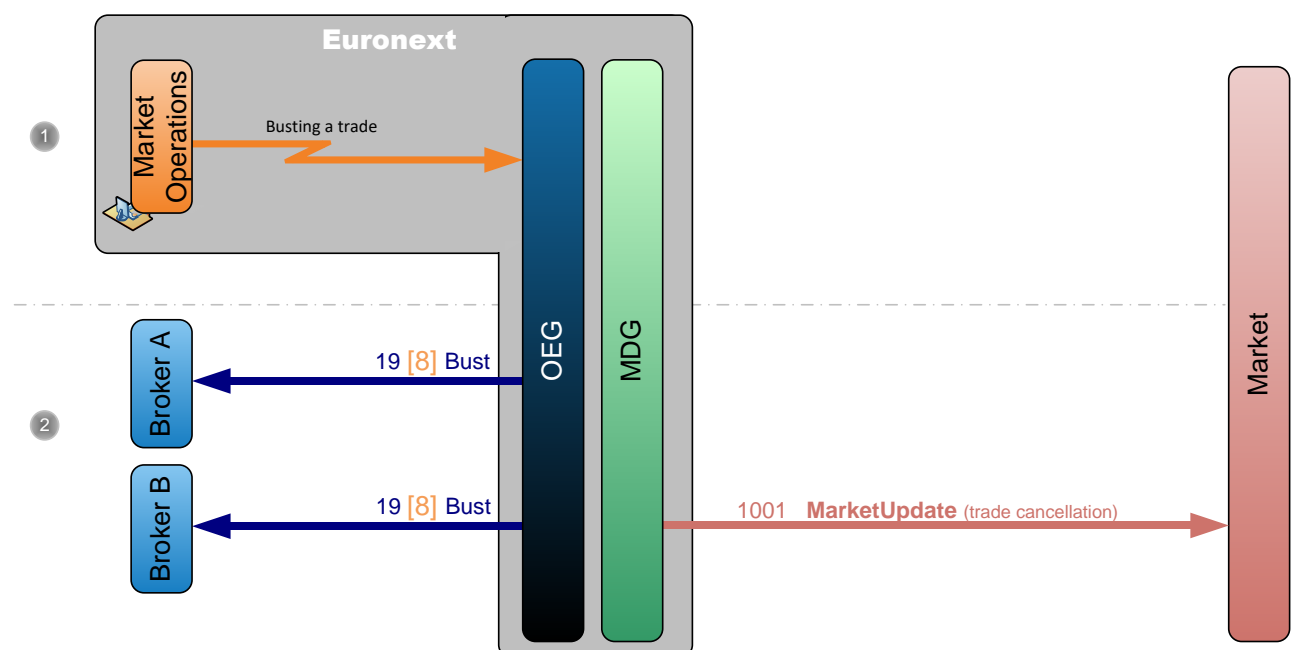 Euronext
Market
Operations
1
Busting a trade
OEG
MDG
Market
2
Broker A
19 [8] Bust
Broker B
19 [8] Bust
1001 MarketUpdate (trade cancellation)